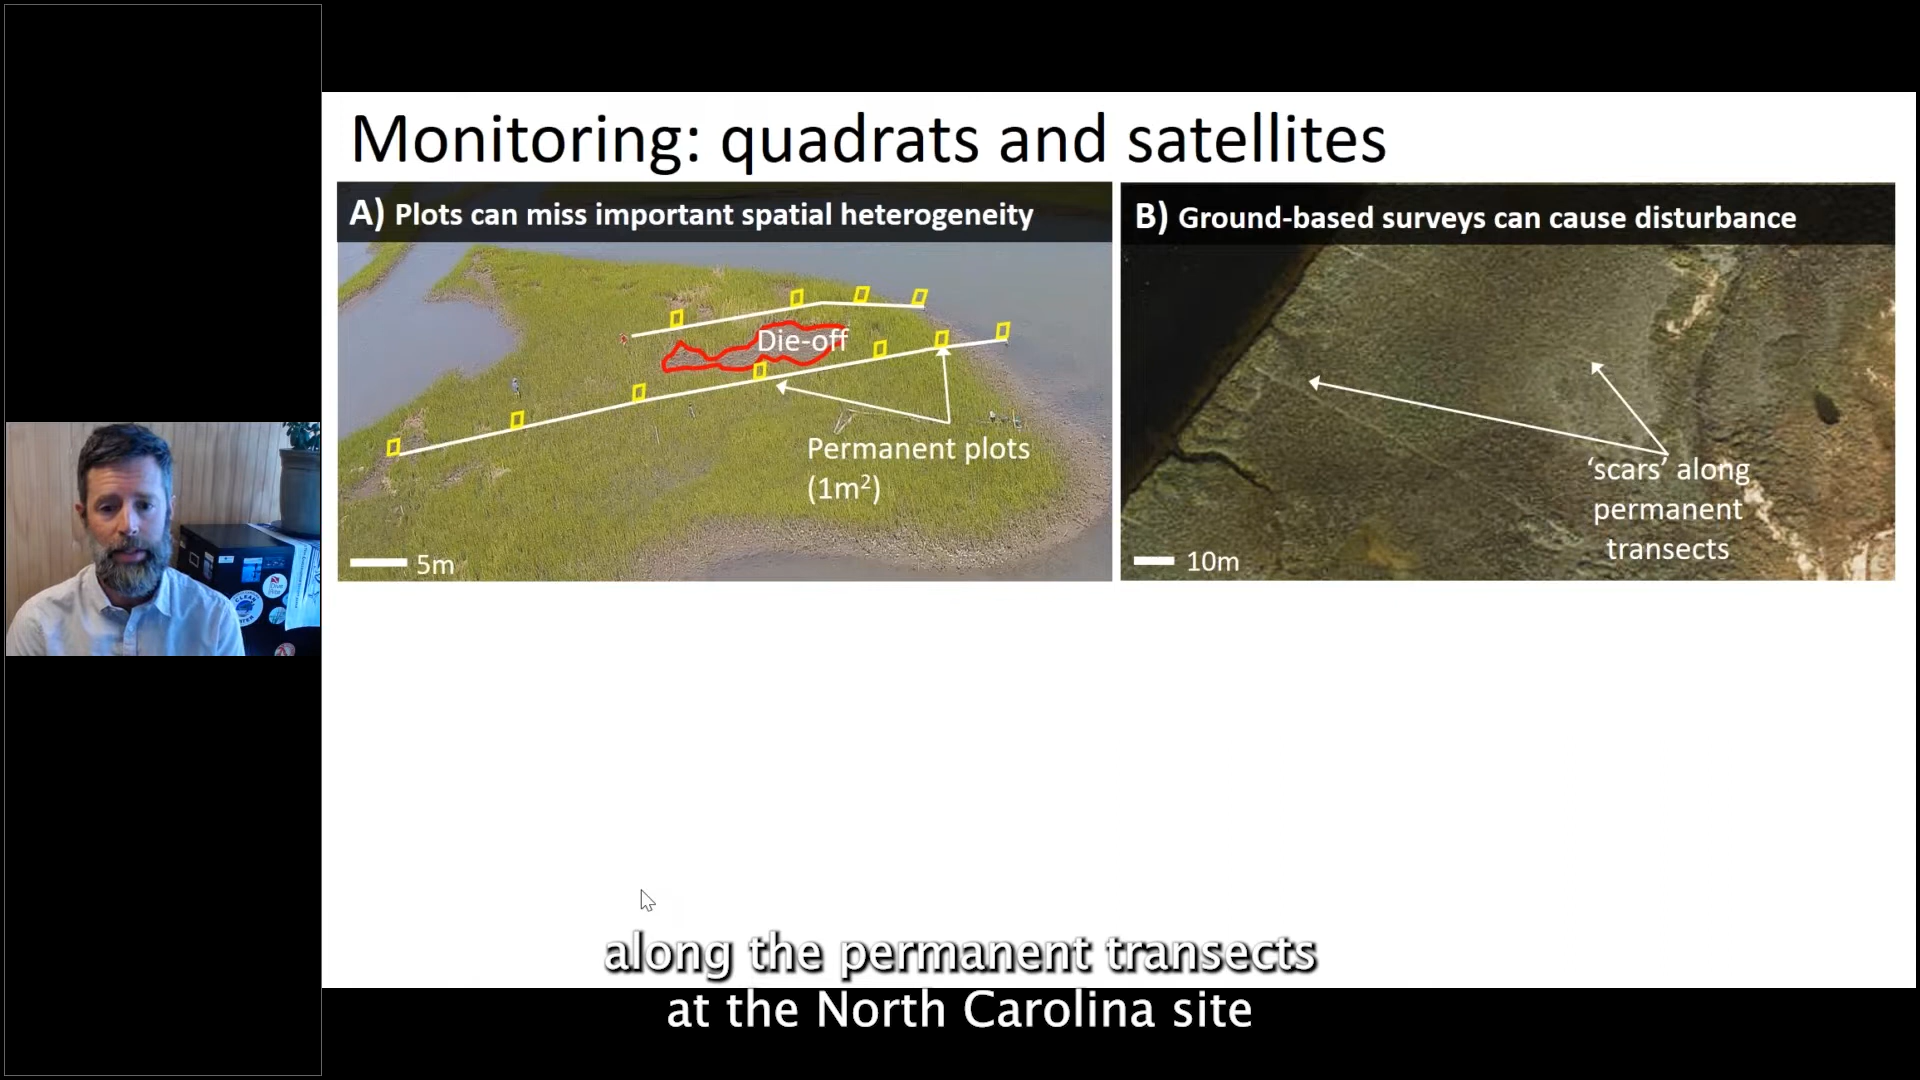 Monitoring: quadrats and satellites
A) Plots can miss important spatial heterogeneity
Die-off
Permanent plots
(1m²)
5m
B) Ground-based surveys can cause disturbance
‘scars’ along
permanent
transects
10m
along the permanent transects
at the North Carolina site